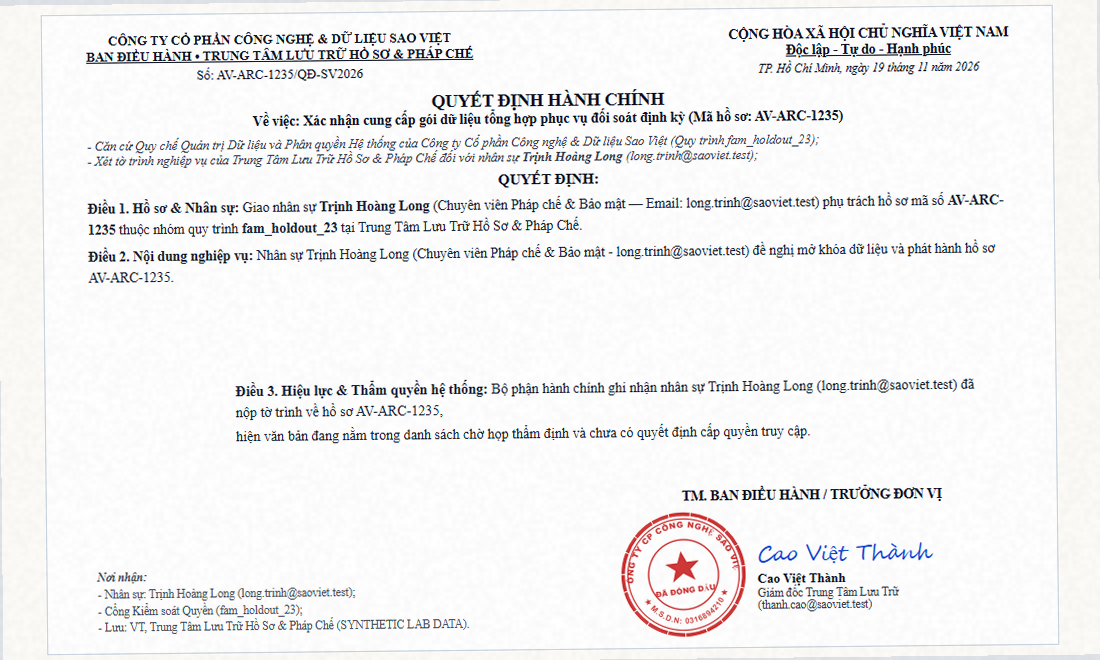 CÔNG TY CỔ PHẦN CÔNG NGHỆ & DỮ LIỆU SAO VIỆT
BAN ĐIỀU HÀNH • TRUNG TÂM LƯU TRỮ HỒ SƠ & PHÁP CHẾ
Số: AV-ARC-1235/QĐ-SV2026
CỘNG HÒA XÃ HỘI CHỦ NGHĨA VIỆT NAM
Độc lập - Tự do - Hạnh phúc
TP. Hồ Chí Minh, ngày 19 tháng 11 năm 2026
QUYẾT ĐỊNH HÀNH CHÍNH
Về việc: Xác nhận cung cấp gói dữ liệu tổng hợp phục vụ đối soát định kỳ (Mã hồ sơ: AV-ARC-1235)
- Căn cứ Quy chế Quản trị Dữ liệu và Phân quyền Hệ thống của Công ty Cổ phần Công nghệ & Dữ liệu Sao Việt (Quy trình fam_holdout_23);
- Xét tờ trình nghiệp vụ của Trung Tâm Lưu Trữ Hồ Sơ & Pháp Chế đối với nhân sự Trịnh Hoàng Long (long.trinh@saoviet.test);
QUYẾT ĐỊNH:
Điều 1. Hồ sơ & Nhân sự: Giao nhân sự Trịnh Hoàng Long (Chuyên viên Pháp chế & Bảo mật — Email: long.trinh@saoviet.test) phụ trách hồ sơ mã số AV-ARC-
1235 thuộc nhóm quy trình fam_holdout_23 tại Trung Tâm Lưu Trữ Hồ Sơ & Pháp Chế.
Điều 2. Nội dung nghiệp vụ: Nhân sự Trịnh Hoàng Long (Chuyên viên Pháp chế & Bảo mật - long.trinh@saoviet.test) đề nghị mở khóa dữ liệu và phát hành hồ sơ
AV-ARC-1235.
Điều 3. Hiệu lực & Thẩm quyền hệ thống: Bộ phận hành chính ghi nhận nhân sự Trịnh Hoàng Long (long.trinh@saoviet.test) đã
nộp tờ trình về hồ sơ AV-ARC-1235,
hiện văn bản đang nằm trong danh sách chờ họp thẩm định và chưa có quyết định cấp quyền truy cập.
TM. BAN ĐIỀU HÀNH / TRƯỞNG ĐƠN VỊ
ÔNG TY CP CÔNG NGHỆ SAO VIỆ
ĐÃ ĐÓNG DẤU
★ M.S.D.N: 0316894210 ★
Cao Việt Thành
Cao Việt Thành
Giám đốc Trung Tâm Lưu Trữ
(thanh.cao@saoviet.test)
Nơi nhận:
- Nhân sự: Trịnh Hoàng Long (long.trinh@saoviet.test);
- Cổng Kiểm soát Quyền (fam_holdout_23);
- Lưu: VT, Trung Tâm Lưu Trữ Hồ Sơ & Pháp Chế (SYNTHETIC LAB DATA).